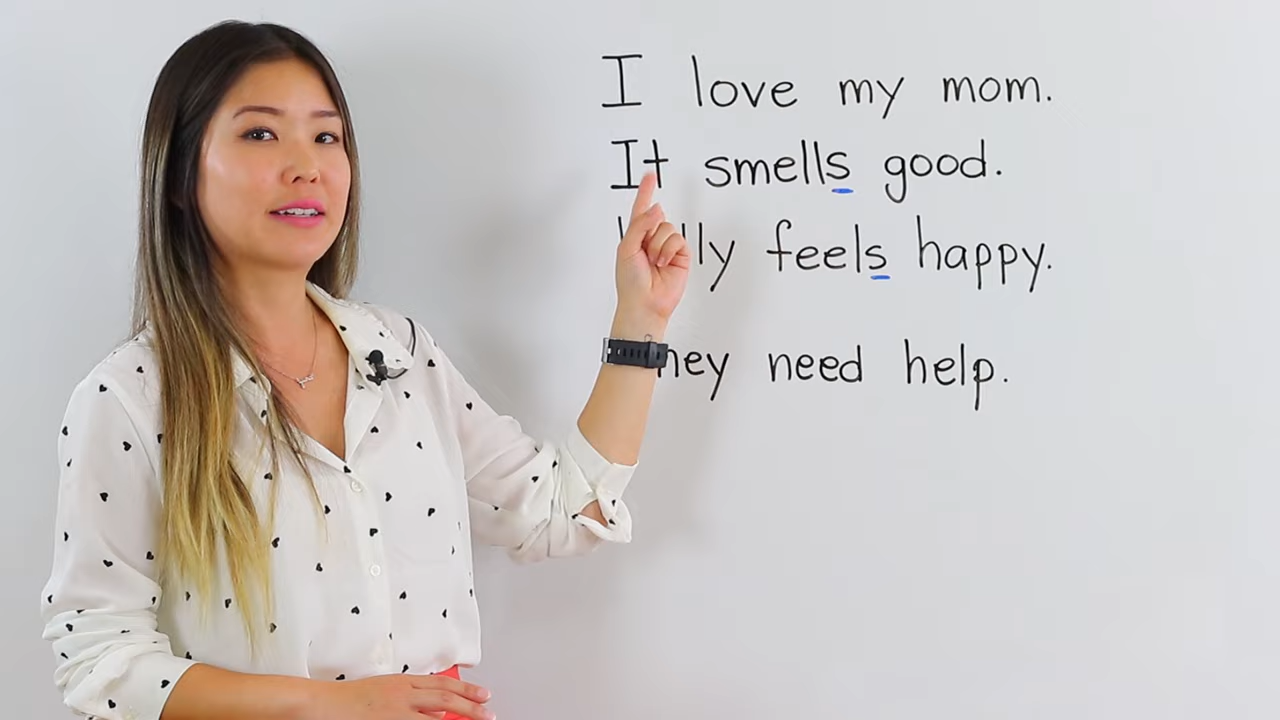 I love my mom.
It smells good.
feels happy.
need help.